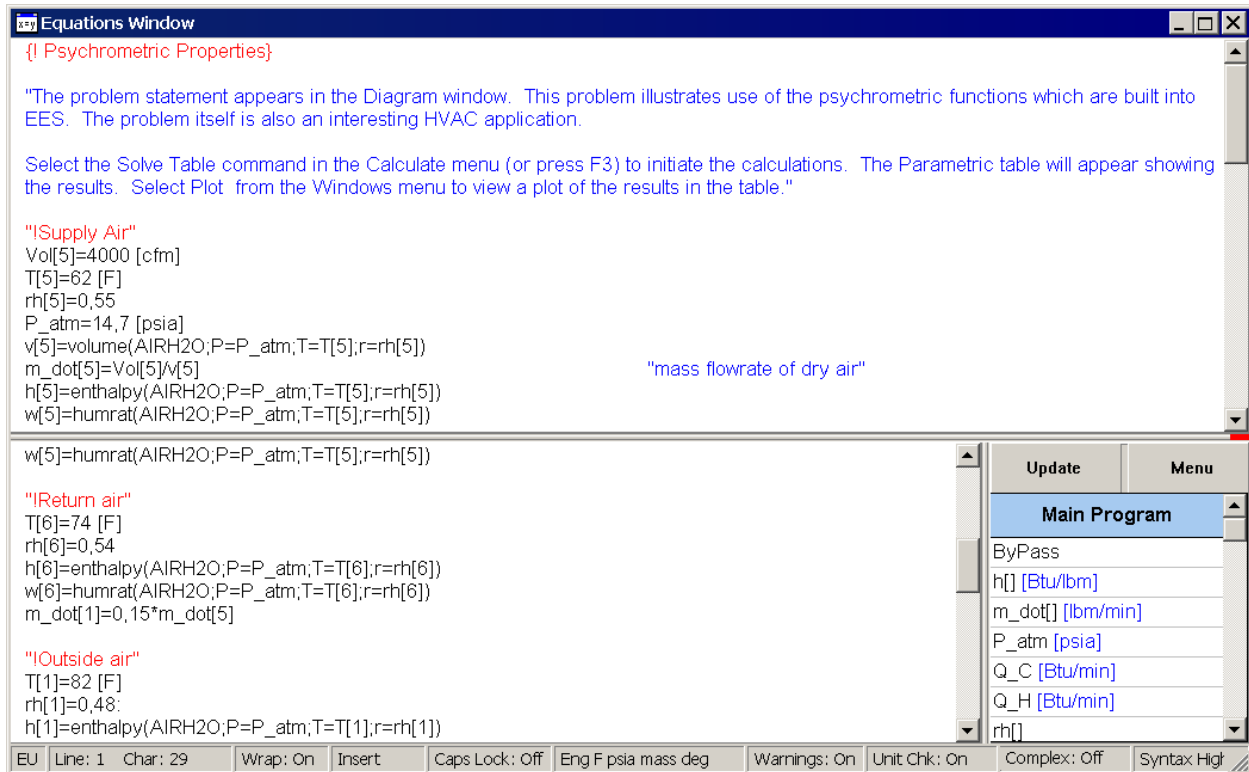 x=y Equations Window
{! Psychrometric Properties}
"The problem statement appears in the Diagram window.  This problem illustrates use of the psychrometric functions which are built into
EES.  The problem itself is also an interesting HVAC application.
Select the Solve Table command in the Calculate menu (or press F3) to initiate the calculations.  The Parametric table will appear showing
the results.  Select Plot  from the Windows menu to view a plot of the results in the table."
"!Supply Air"
Vol[5]=4000 [cfm]
T[5]=62 [F]
rh[5]=0,55
P_atm=14,7 [psia]
v[5]=volume(AIRH2O;P=P_atm;T=T[5];r=rh[5])
m_dot[5]=Vol[5]/v[5] "mass flowrate of dry air"
h[5]=enthalpy(AIRH2O;P=P_atm;T=T[5];r=rh[5])
w[5]=humrat(AIRH2O;P=P_atm;T=T[5];r=rh[5])
w[5]=humrat(AIRH2O;P=P_atm;T=T[5];r=rh[5])
"!Return air"
T[6]=74 [F]
rh[6]=0,54
h[6]=enthalpy(AIRH2O;P=P_atm;T=T[6];r=rh[6])
w[6]=humrat(AIRH2O;P=P_atm;T=T[6];r=rh[6])
m_dot[1]=0,15*m_dot[5]
"!Outside air"
T[1]=82 [F]
rh[1]=0,48:
h[1]=enthalpy(AIRH2O;P=P_atm;T=T[1];r=rh[1])
Update Menu
Main Program
ByPass
h[] [Btu/lbm]
m_dot[] [lbm/min]
P_atm [psia]
Q_C [Btu/min]
Q_H [Btu/min]
rh[]
EU Line: 1 Char: 29 Wrap: On Insert Caps Lock: Off Eng F psia mass deg Warnings: On Unit Chk: On Complex: Off Syntax High